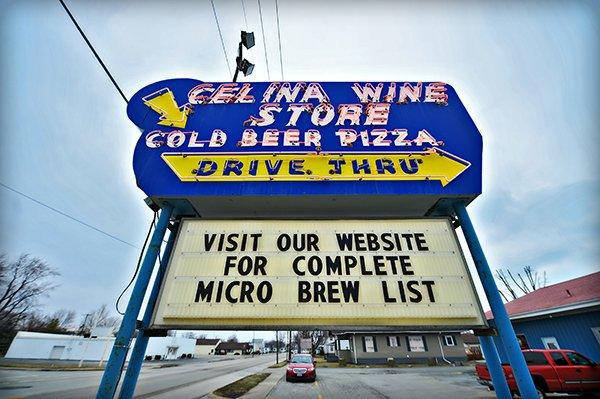 CELINA WINE
STORE
COLD BEER PIZZA
DRIVE THRU
VISIT OUR WEBSITE
FOR COMPLETE
MICRO BREW LIST